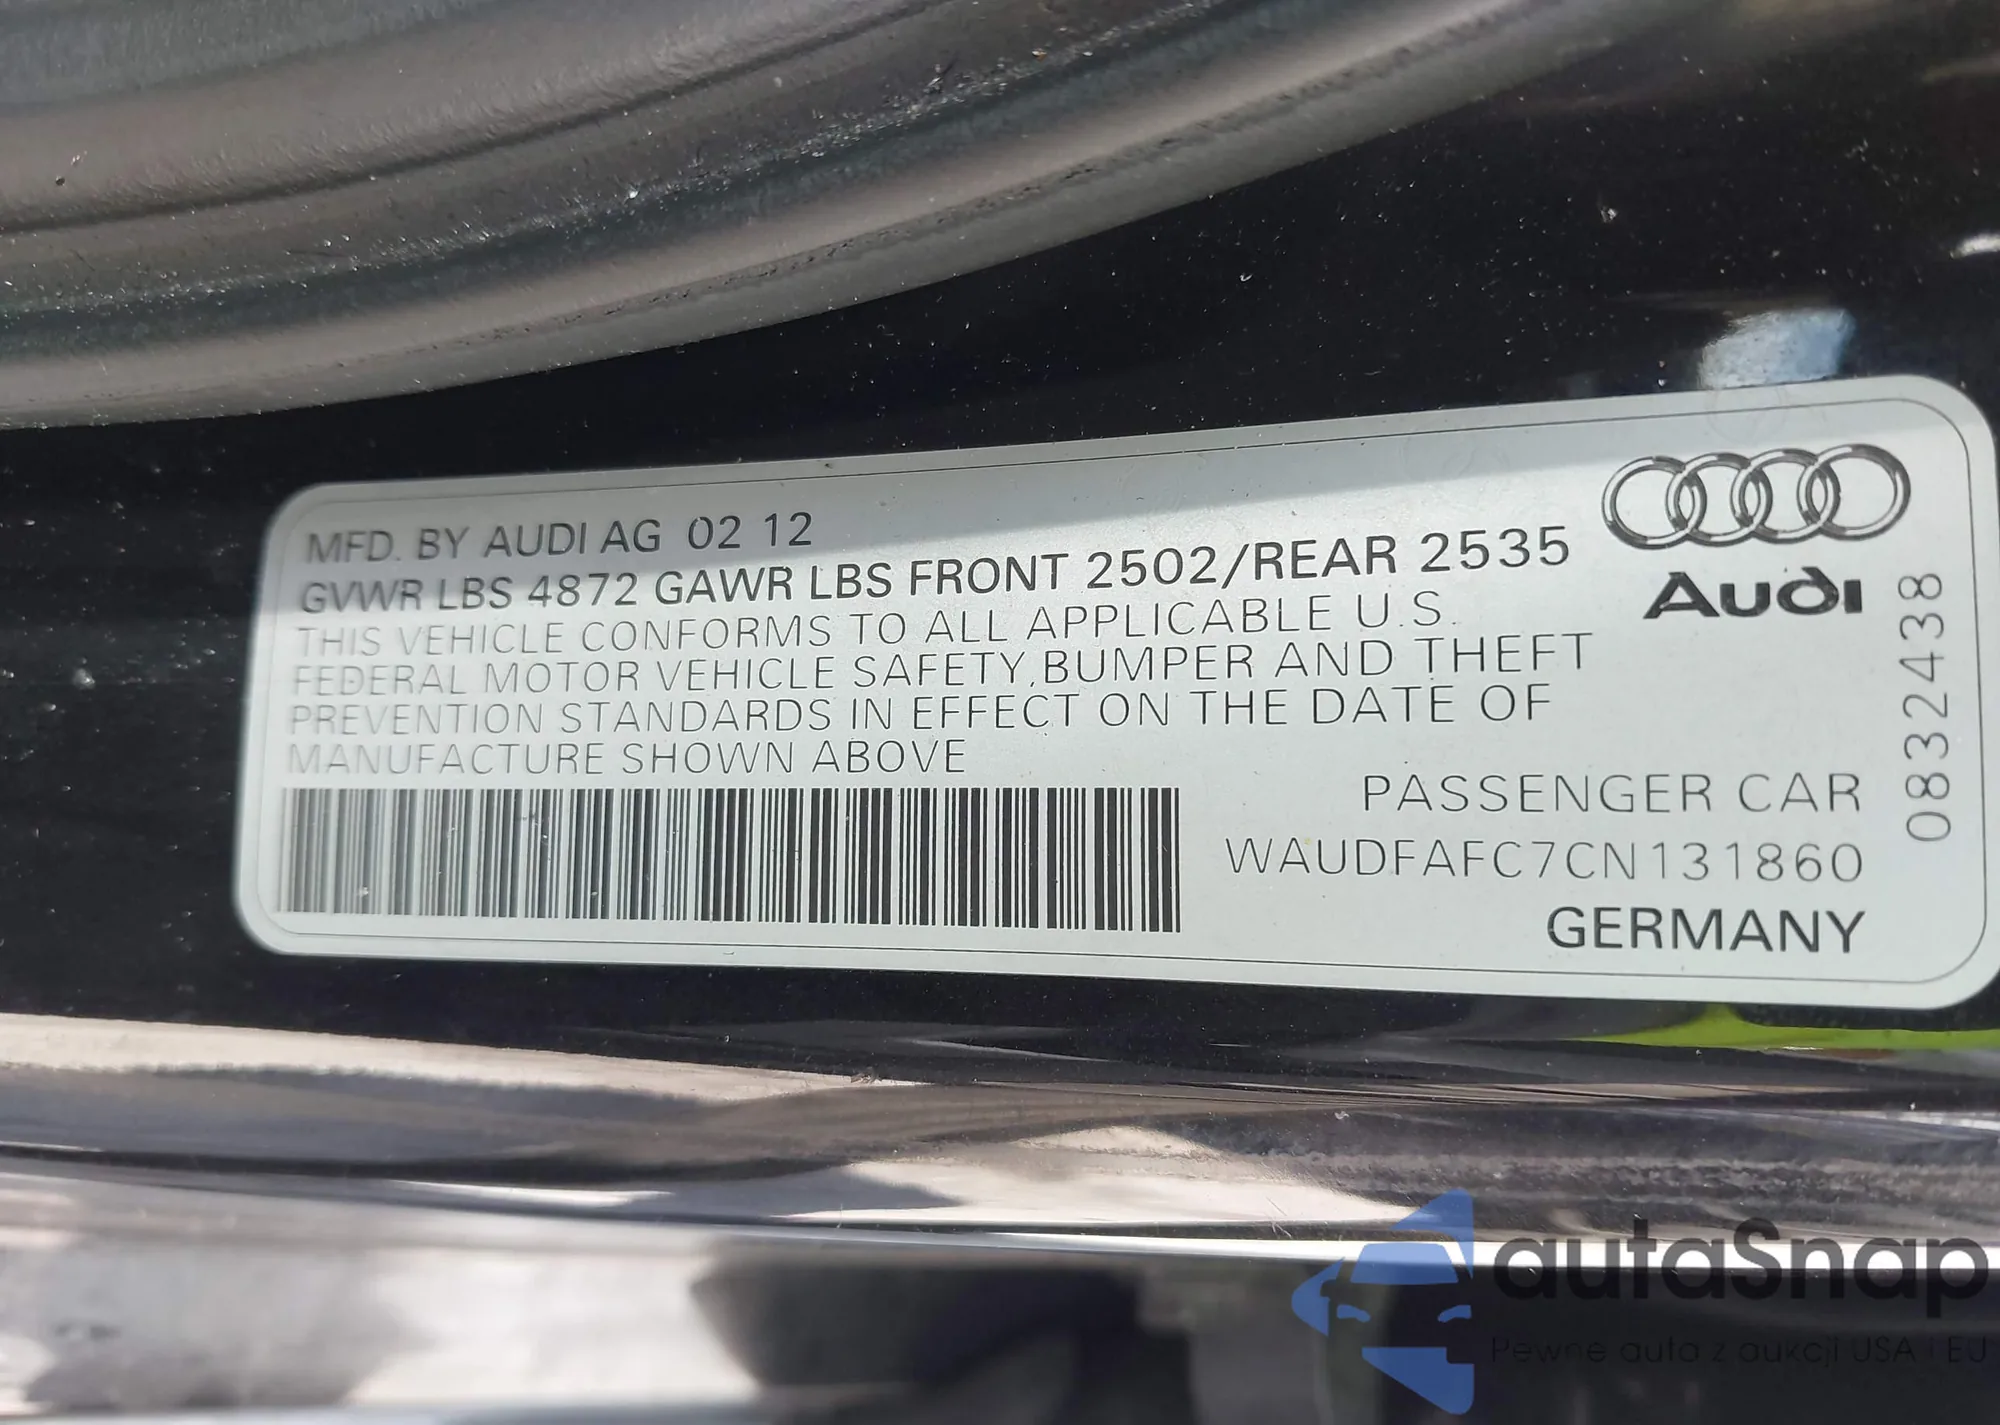 MFD. BY AUDI AG 02 12
GVWR LBS 4872 GAWR LBS FRONT 2502/REAR 2535
THIS VEHICLE CONFORMS TO ALL APPLICABLE U.S.
FEDERAL MOTOR VEHICLE SAFETY,BUMPER AND THEFT
PREVENTION STANDARDS IN EFFECT ON THE DATE OF
MANUFACTURE SHOWN ABOVE
Audi
0832438
PASSENGER CAR
WAUDFAFC7CN131860
GERMANY
autaSnap
Pewne auta z aukcji USA i EU